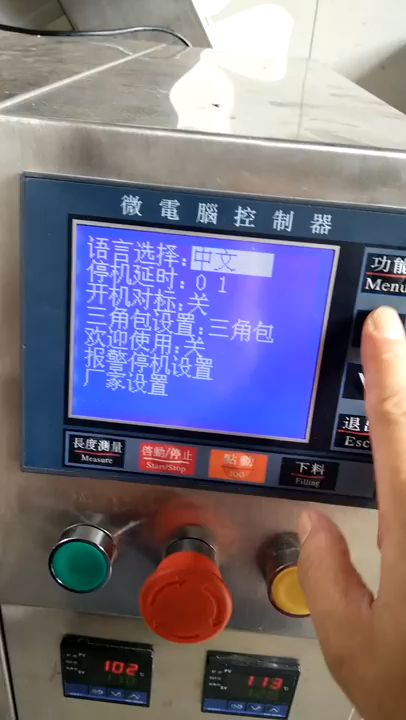 微電腦控制器
语言选择:中文
停机延时:01
开机对标:关
三角包设置:三角包
欢迎使用:关
报警停机设置
厂家设置
功能
Menu
退出
Esc
長度測量
Measure
啓動/停止
Start/Stop
點動
JOG
下料
Filling
102
113